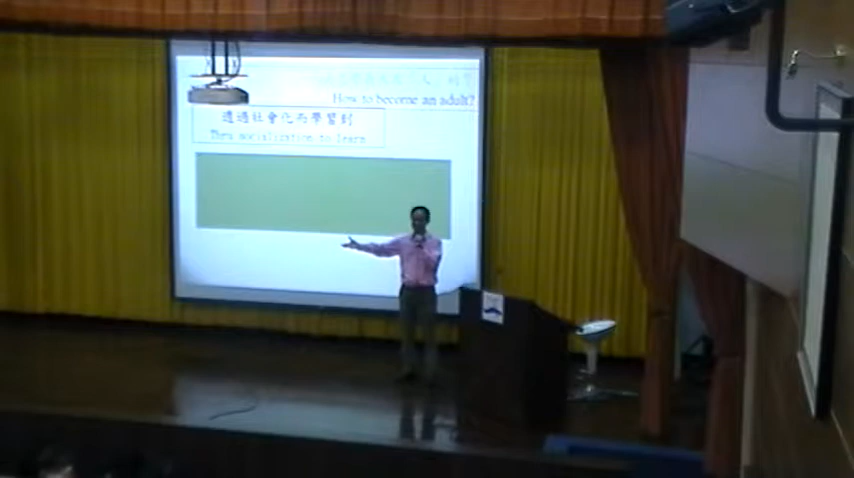 How to become an adult?
透過社會化而學習到
Thru socialization to learn